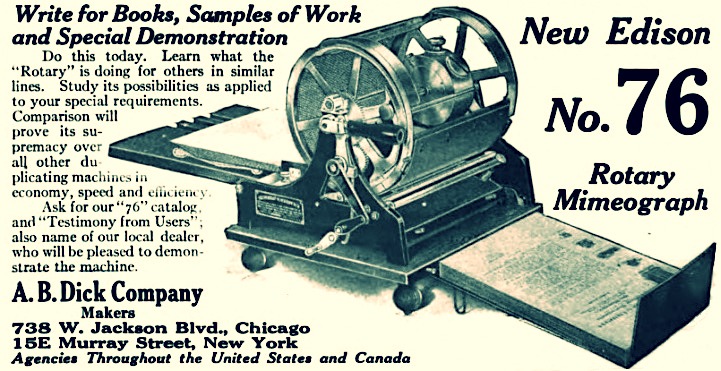 Write for Books, Samples of Work
and Special Demonstration
Do this today. Learn what the
"Rotary" is doing for others in similar
lines. Study its possibilities as applied
to your special requirements.
Comparison will
prove its su-
premacy over
all other du-
plicating machines in
economy, speed and efficiency.
Ask for our "76" catalog,
and "Testimony from Users";
also name of our local dealer,
who will be pleased to demon-
strate the machine.
A. B. Dick Company
Makers
738 W. Jackson Blvd., Chicago
15E Murray Street, New York
Agencies Throughout the United States and Canada
New Edison
No. 76
Rotary
Mimeograph